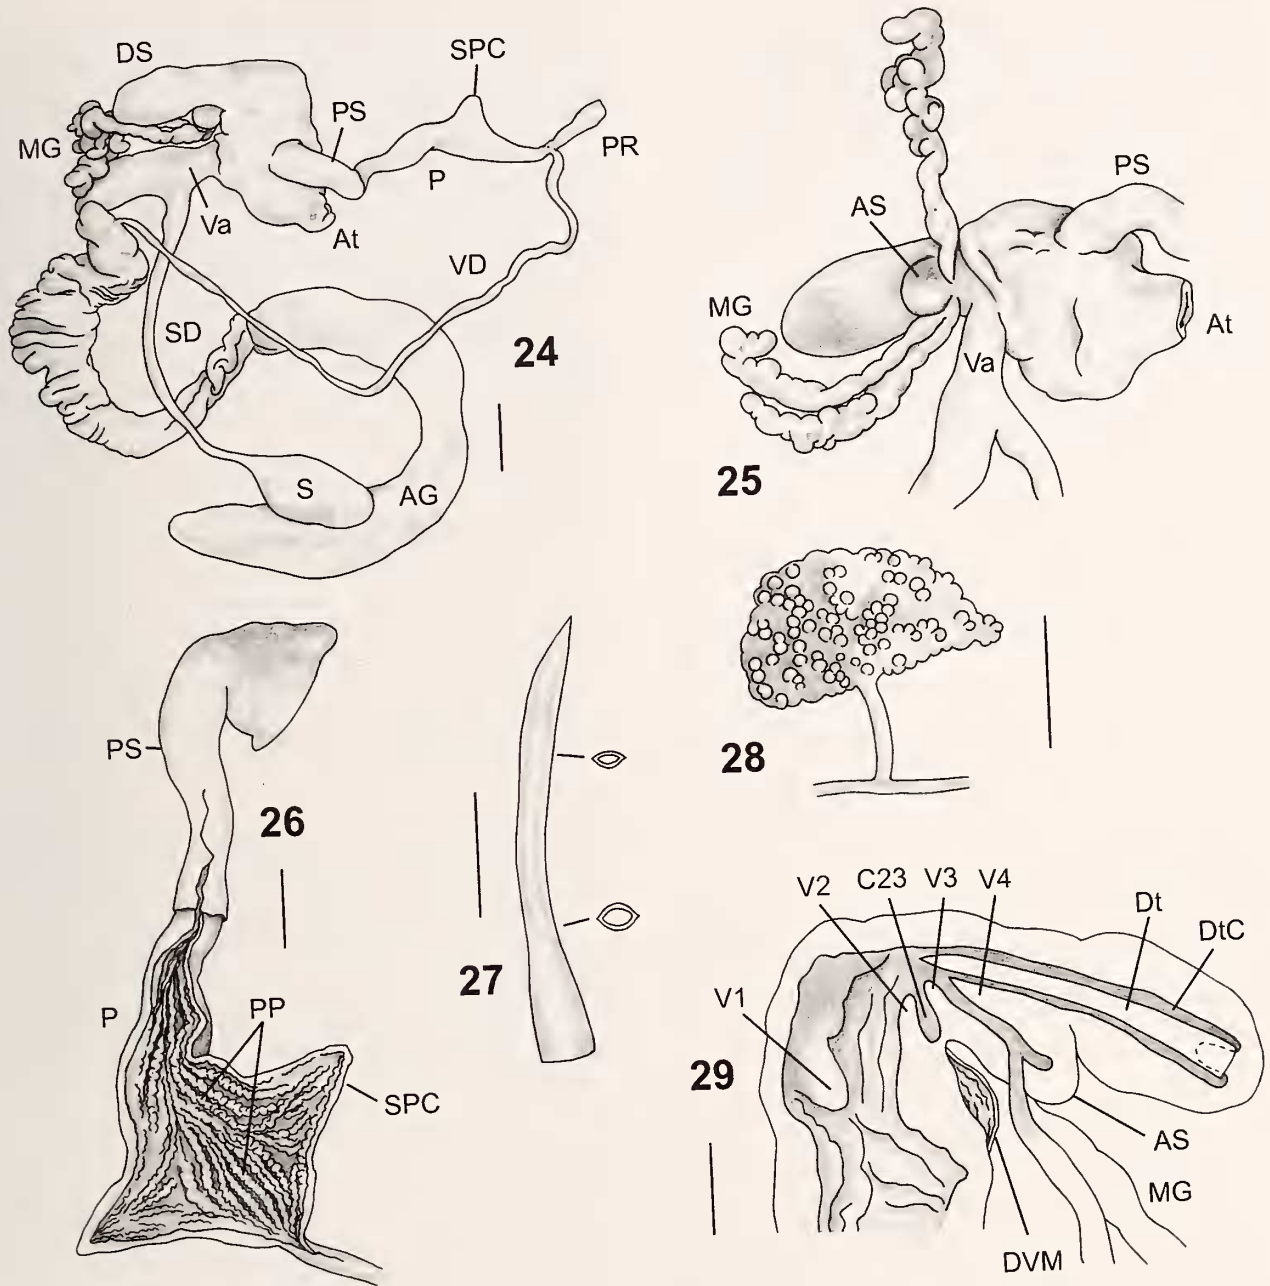 DS
SPC
PS
MG
PR
P
Va
At
VD
SD
24
S
AG
PS
AS
MG
At
Va
25
PS
26
P
PP
SPC
27
28
V2
C23
V3
V4
Dt
DtC
V1
29
AS
MG
DVM